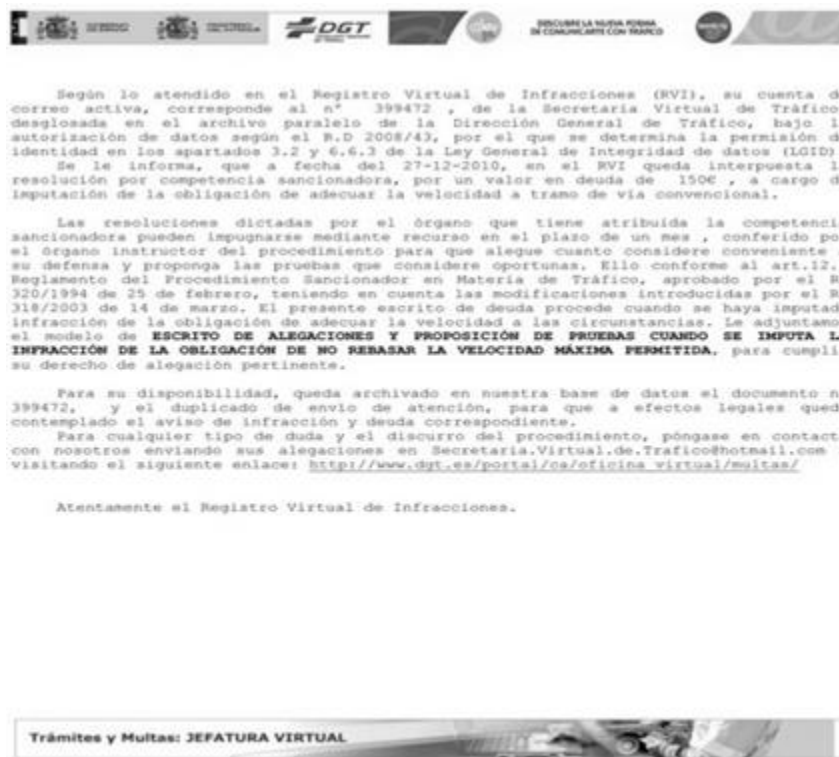 GOBIERNO DE ESPAÑA
MINISTERIO DEL INTERIOR
DGT
DESCUBRE LA NUEVA FORMA
DE COMUNICARTE CON TRÁFICO
Según lo atendido en el Registro Virtual de Infracciones (RVI), su cuenta d
correo activa, corresponde al nº 399472 , de la Secretaria Virtual de Tráfico
desglosada en el archivo paralelo de la Dirección General de Tráfico, bajo l
autorización de datos según el R.D 2008/43, por el que se determina la permisión d
identidad en los apartados 3.2 y 6.6.3 de la Ley General de Integridad de datos (LGID)
Se le informa, que a fecha del 27-12-2010, en el RVI queda interpuesta l
resolución por competencia sancionadora, por un valor en deuda de 150€ , a cargo d
imputación de la obligación de adecuar la velocidad a tramo de vía convencional.
Las resoluciones dictadas por el órgano que tiene atribuida la competenci
sancionadora pueden impugnarse mediante recurso en el plazo de un mes , conferido po
el órgano instructor del procedimiento para que alegue cuanto considere conveniente
su defensa y proponga las pruebas que considere oportunas. Ello conforme al art.12.
Reglamento del Procedimiento Sancionador en Materia de Tráfico, aprobado por el R
320/1994 de 25 de febrero, teniendo en cuenta las modificaciones introducidas por el R
318/2003 de 14 de marzo. El presente escrito de deuda procede cuando se haya imputad
infracción de la obligación de adecuar la velocidad a las circunstancias. Le adjuntam
el modelo de ESCRITO DE ALEGACIONES Y PROPOSICIÓN DE PRUEBAS CUANDO SE IMPUTA L
INFRACCIÓN DE LA OBLIGACIÓN DE NO REBASAR LA VELOCIDAD MÁXIMA PERMITIDA, para cumpli
su derecho de alegación pertinente.
Para su disponibilidad, queda archivado en nuestra base de datos el documento n
399472, y el duplicado de envio de atención, para que a efectos legales qued
contemplado el aviso de infracción y deuda correspondiente.
Para cualquier tipo de duda y el discurro del procedimiento, póngase en contact
con nosotros enviando sus alegaciones en Secretaria.Virtual.de.Trafico@hotmail.com
visitando el siguiente enlace: http://www.dgt.es/portal/ca/oficina_virtual/multas/
Atentamente el Registro Virtual de Infracciones.
Trámites y Multas: JEFATURA VIRTUAL